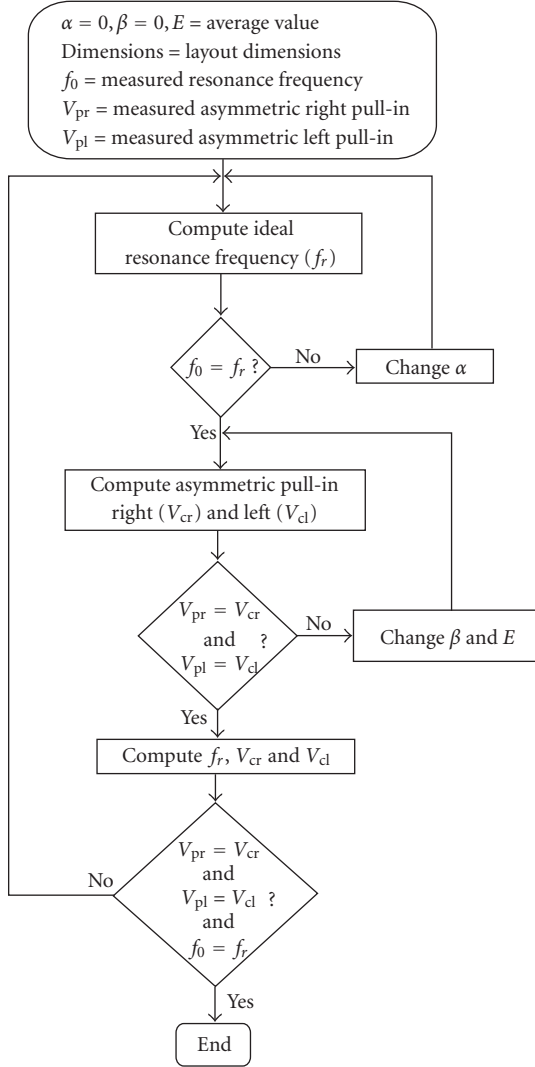 α = 0, β = 0, E = average value
Dimensions = layout dimensions
f₀ = measured resonance frequency
Vpr = measured asymmetric right pull-in
Vpl = measured asymmetric left pull-in
Compute ideal
resonance frequency (fr)
f₀ = fr ?
No
Change α
Yes
Compute asymmetric pull-in
right (Vcr) and left (Vcl)
Vpr = Vcr
and ?
Vpl = Vcl
No
Change β and E
Yes
Compute fr, Vcr and Vcl
Vpr = Vcr
and
Vpl = Vcl ?
and
f₀ = fr
No
Yes
End